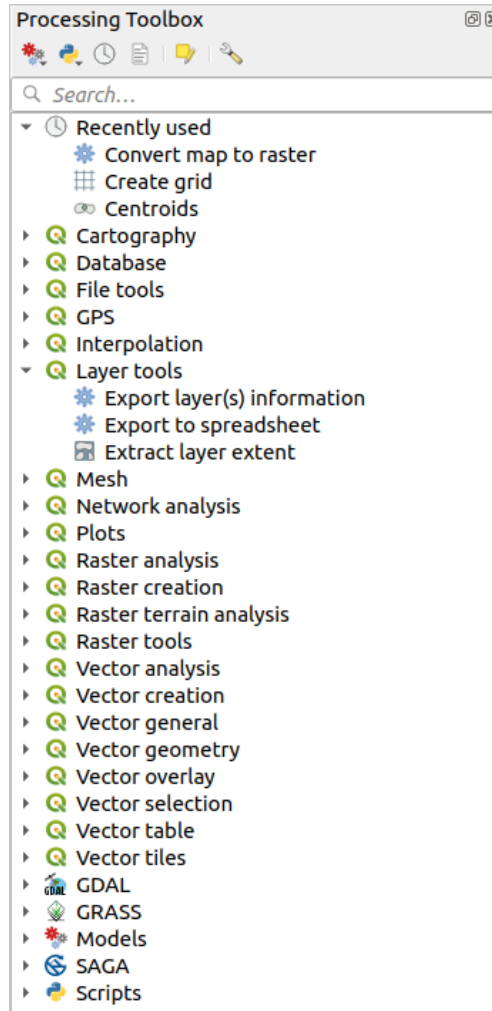 Processing Toolbox
Search...
Recently used
Convert map to raster
Create grid
Centroids
Cartography
Database
File tools
GPS
Interpolation
Layer tools
Export layer(s) information
Export to spreadsheet
Extract layer extent
Mesh
Network analysis
Plots
Raster analysis
Raster creation
Raster terrain analysis
Raster tools
Vector analysis
Vector creation
Vector general
Vector geometry
Vector overlay
Vector selection
Vector table
Vector tiles
GDAL
GRASS
Models
SAGA
Scripts